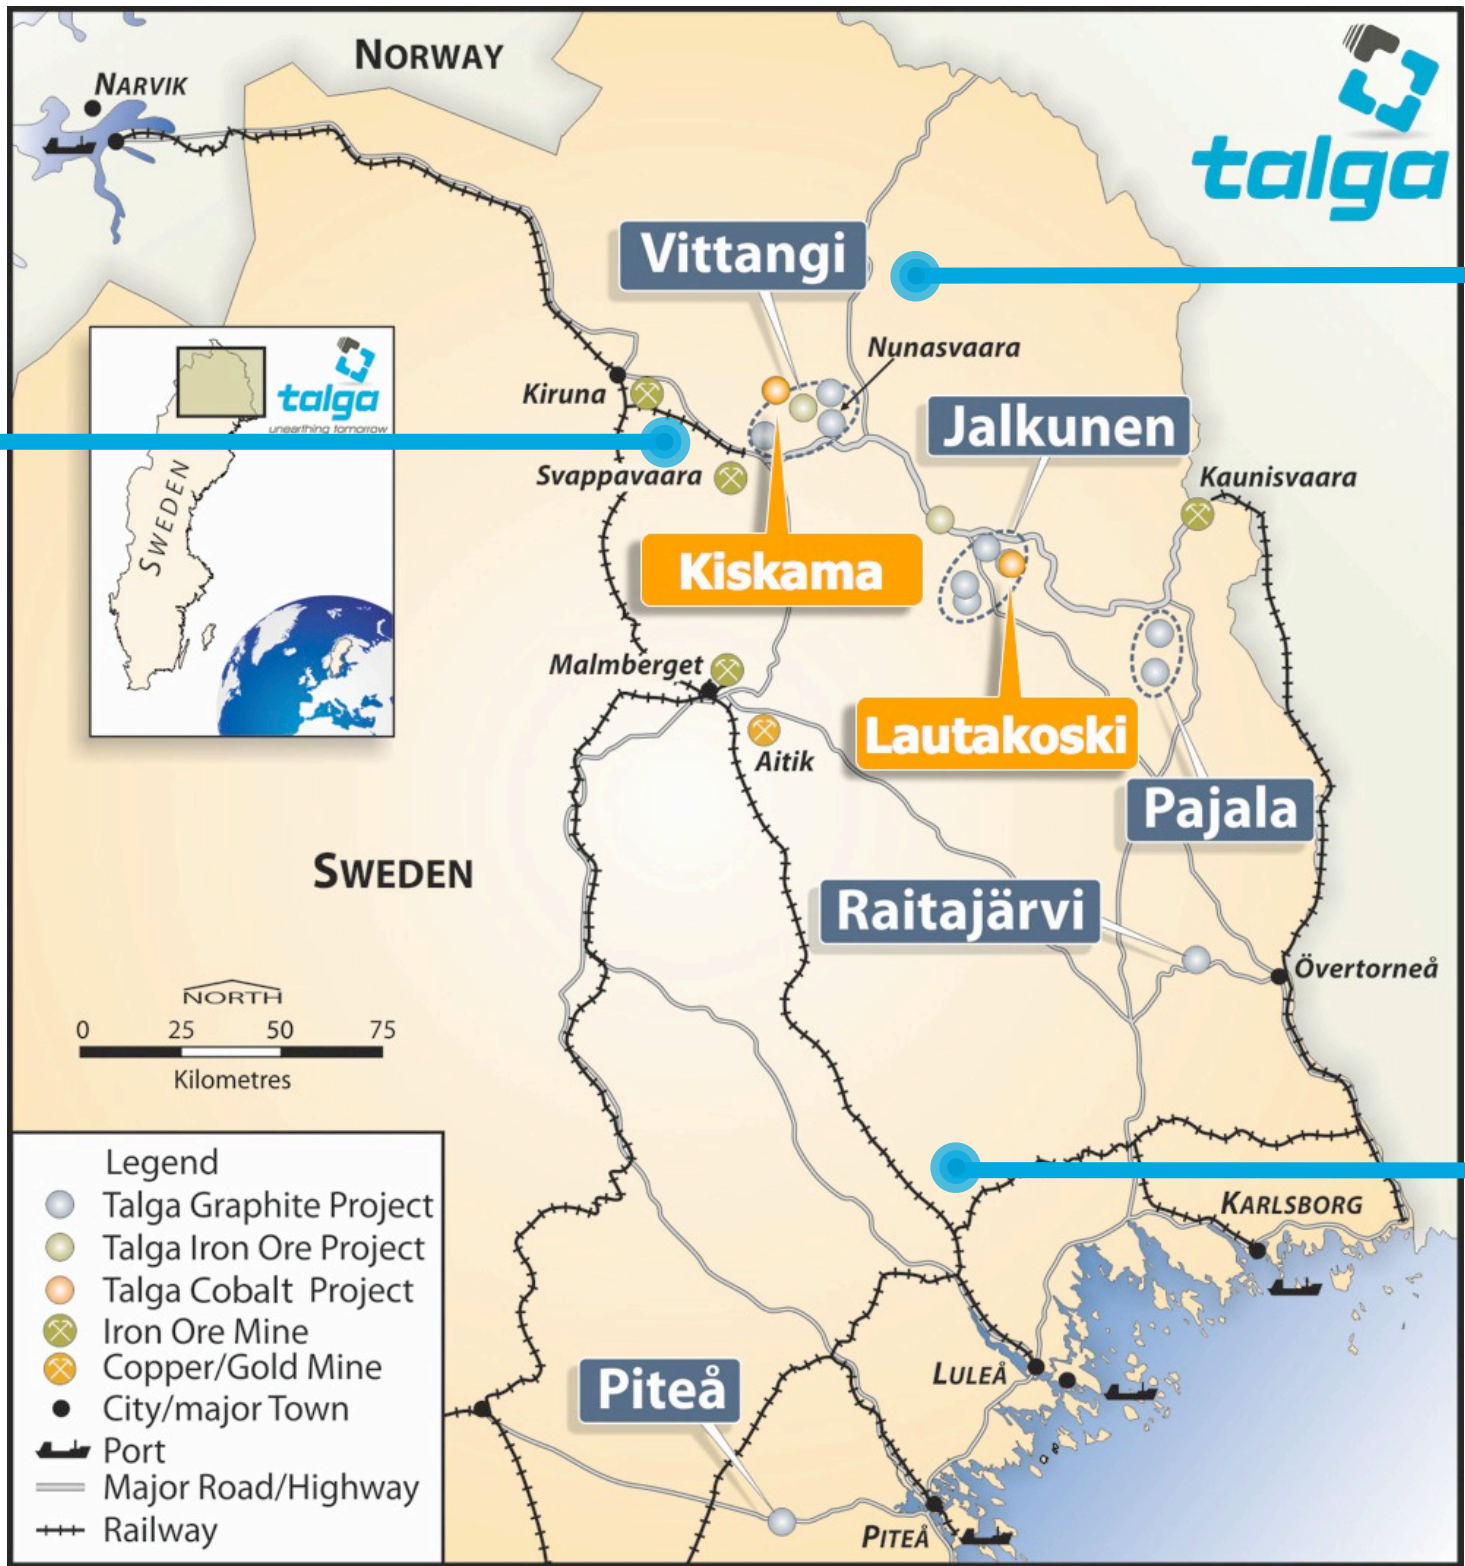 NORWAY
NARVIK
talga
Vittangi
Nunasvaara
Kiruna
Jalkunen
talga
unearthing tomorrow
Svappavaara
Kaunisvaara
SWEDEN
Kiskama
Malmberget
Lautakoski
Aitik
Pajala
SWEDEN
Raitajärvi
Övertorneå
NORTH
0 25 50 75
Kilometres
Legend
Talga Graphite Project
Talga Iron Ore Project
Talga Cobalt Project
Iron Ore Mine
Copper/Gold Mine
City/major Town
Port
Major Road/Highway
Railway
KARLSBORG
LULEÅ
Piteå
PITEÅ